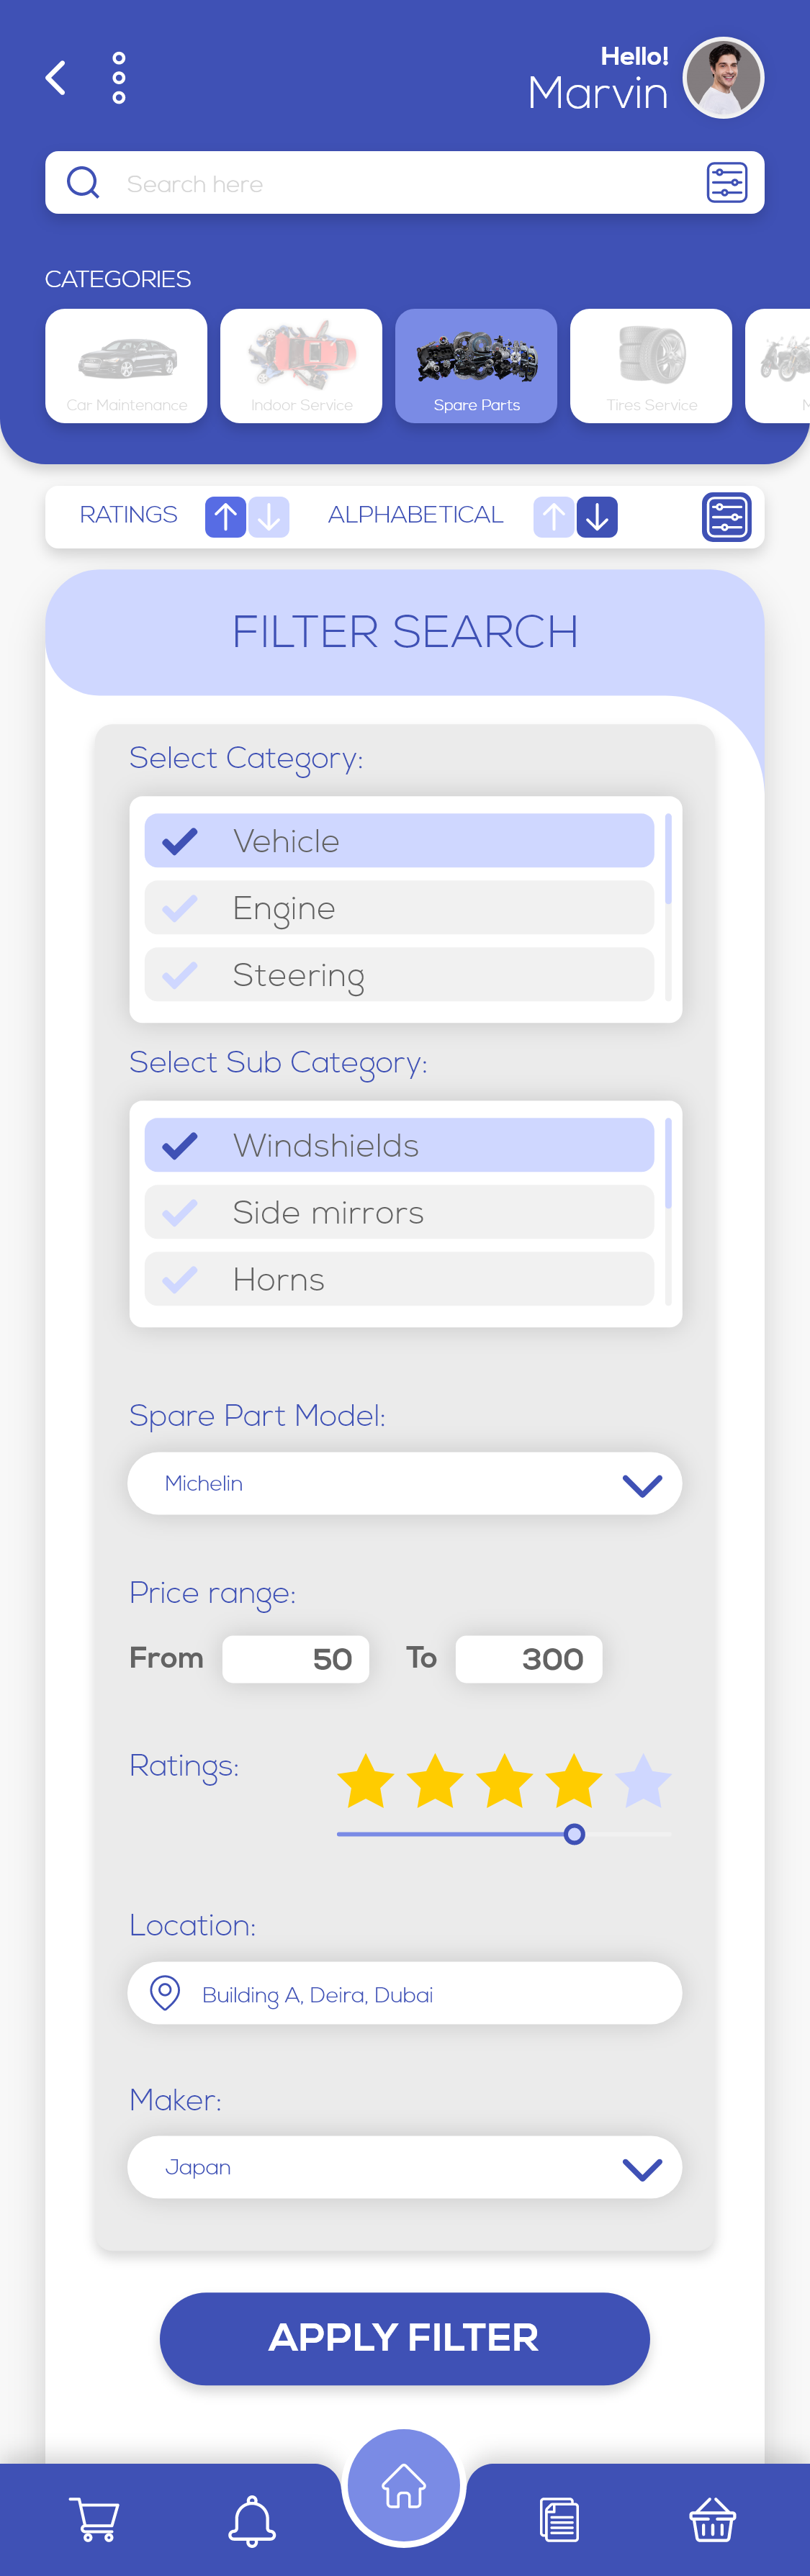 Hello!
Marvin
Search here
CATEGORIES
Car Maintenance
Indoor Service
Spare Parts
Tires Service
M
RATINGS
ALPHABETICAL
FILTER SEARCH
Select Category:
Vehicle
Engine
Steering
Select Sub Category:
Windshields
Side mirrors
Horns
Spare Part Model:
Michelin
Price range:
From 50 To 300
Ratings:
Location:
Building A, Deira, Dubai
Maker:
Japan
APPLY FILTER